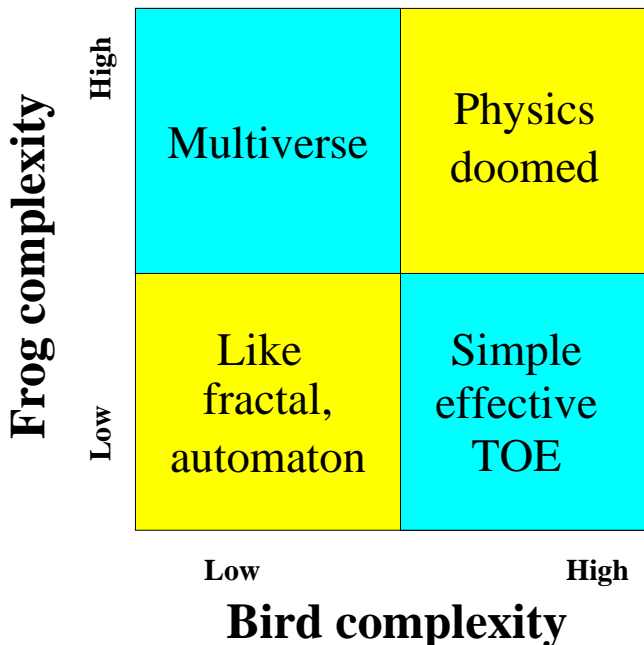 Frog complexity
High
Low
Multiverse
Physics
doomed
Like
fractal,
automaton
Simple
effective
TOE
Low
High
Bird complexity